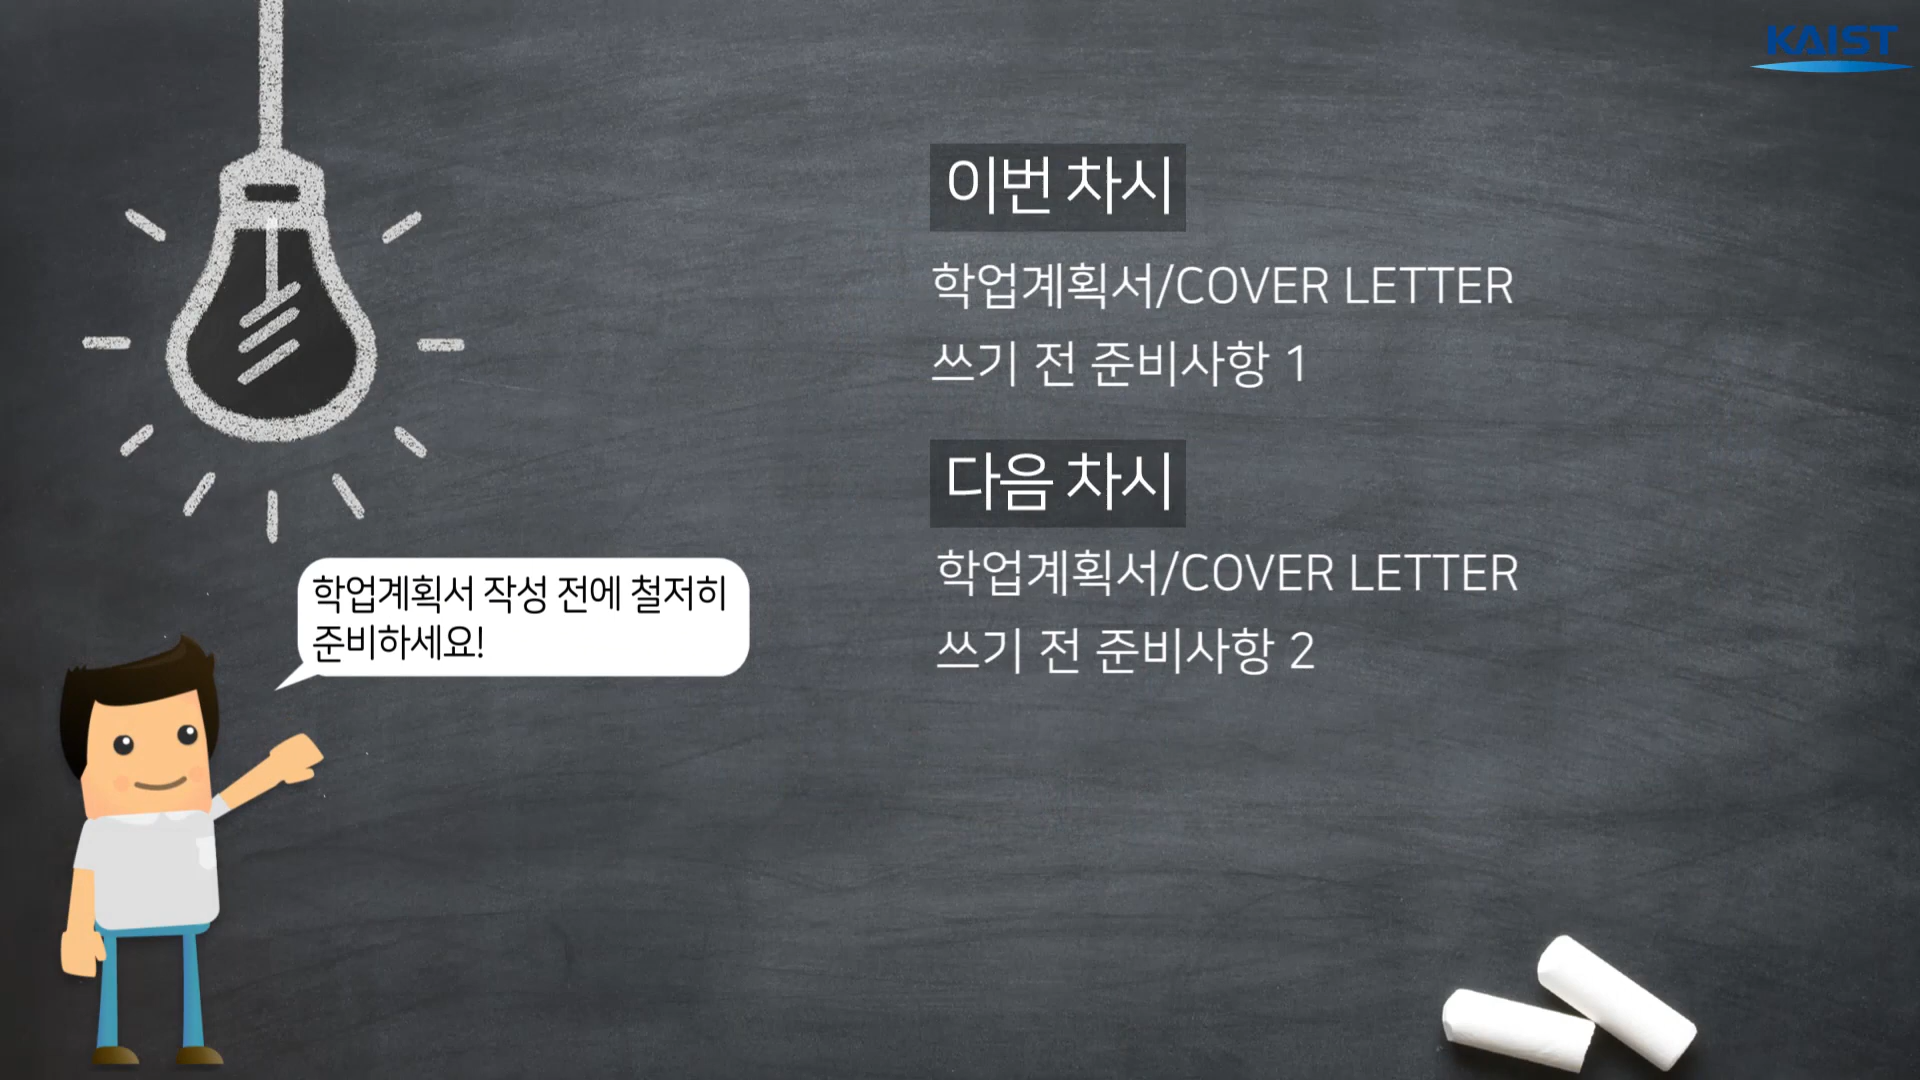 KAIST
이번 차시
학업계획서/COVER LETTER
쓰기 전 준비사항 1
다음 차시
학업계획서/COVER LETTER
쓰기 전 준비사항 2
학업계획서 작성 전에 철저히
준비하세요!